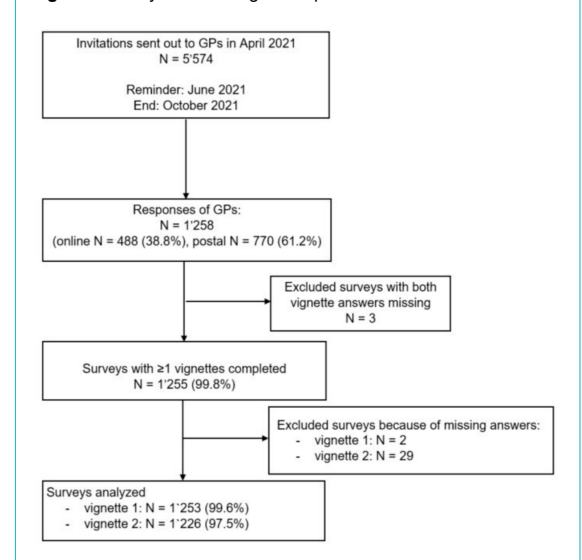 Invitations sent out to GPs in April 2021
N = 5'574
Reminder: June 2021
End: October 2021
Responses of GPs:
N = 1'258
(online N = 488 (38.8%), postal N = 770 (61.2%)
Excluded surveys with both
vignette answers missing
N = 3
Surveys with ≥1 vignettes completed
N = 1'255 (99.8%)
Excluded surveys because of missing answers:
- vignette 1: N = 2
- vignette 2: N = 29
Surveys analyzed
- vignette 1: N = 1`253 (99.6%)
- vignette 2: N = 1`226 (97.5%)